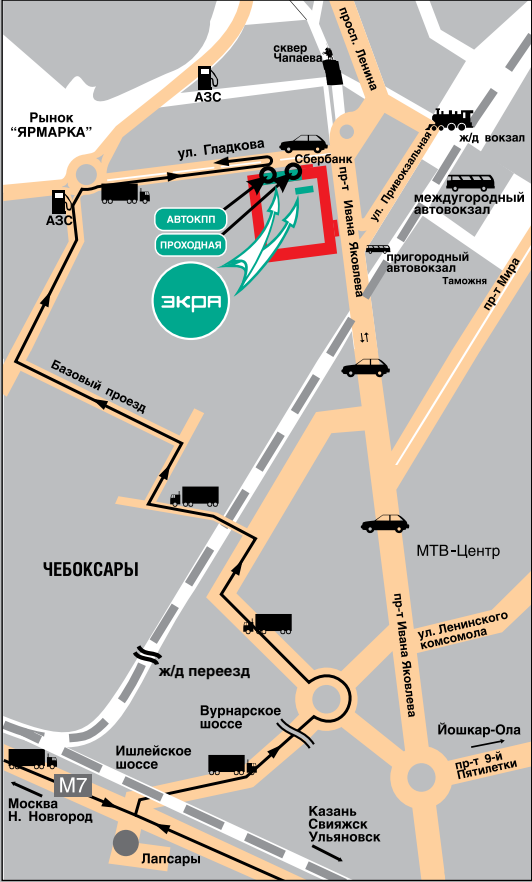 просп. Ленина
сквер
Чапаева
АЗС
Рынок
"ЯРМАРКА"
ж/д вокзал
ул. Гладкова
Сбербанк
ул. Привокзальная
пр-т Ивана Яковлева
междугородный
автовокзал
АЗС
АВТОКПП
ПРОХОДНАЯ
пригородный
автовокзал
Таможня
пр-т Мира
ЭКРА
Базовый проезд
МТВ-Центр
ЧЕБОКСАРЫ
пр-т Ивана Яковлева
ул. Ленинского
комсомола
ж/д переезд
Вурнарское
шоссе
Йошкар-Ола
Ишлейское
шоссе
пр-т 9-й
Пятилетки
М7
Москва
Н. Новгород
Казань
Свияжск
Ульяновск
Лапсары